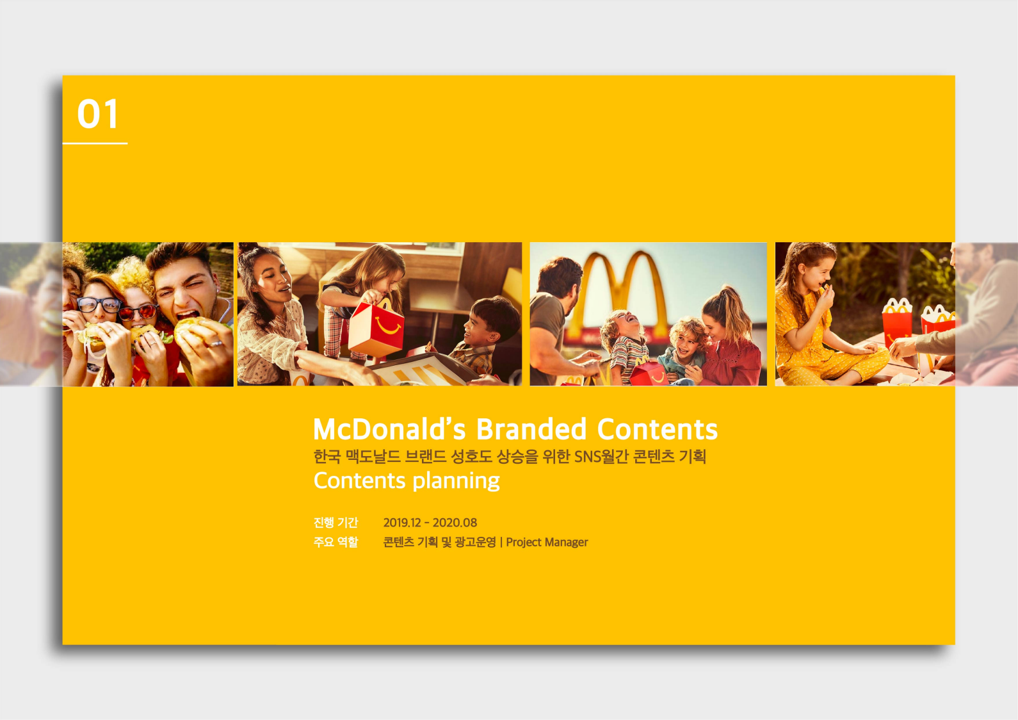 01
McDonald's Branded Contents
한국 맥도날드 브랜드 성호도 상승을 위한 SNS월간 콘텐츠 기획
Contents planning
진행 기간 2019.12 - 2020.08
주요 역할 콘텐츠 기획 및 광고운영 | Project Manager